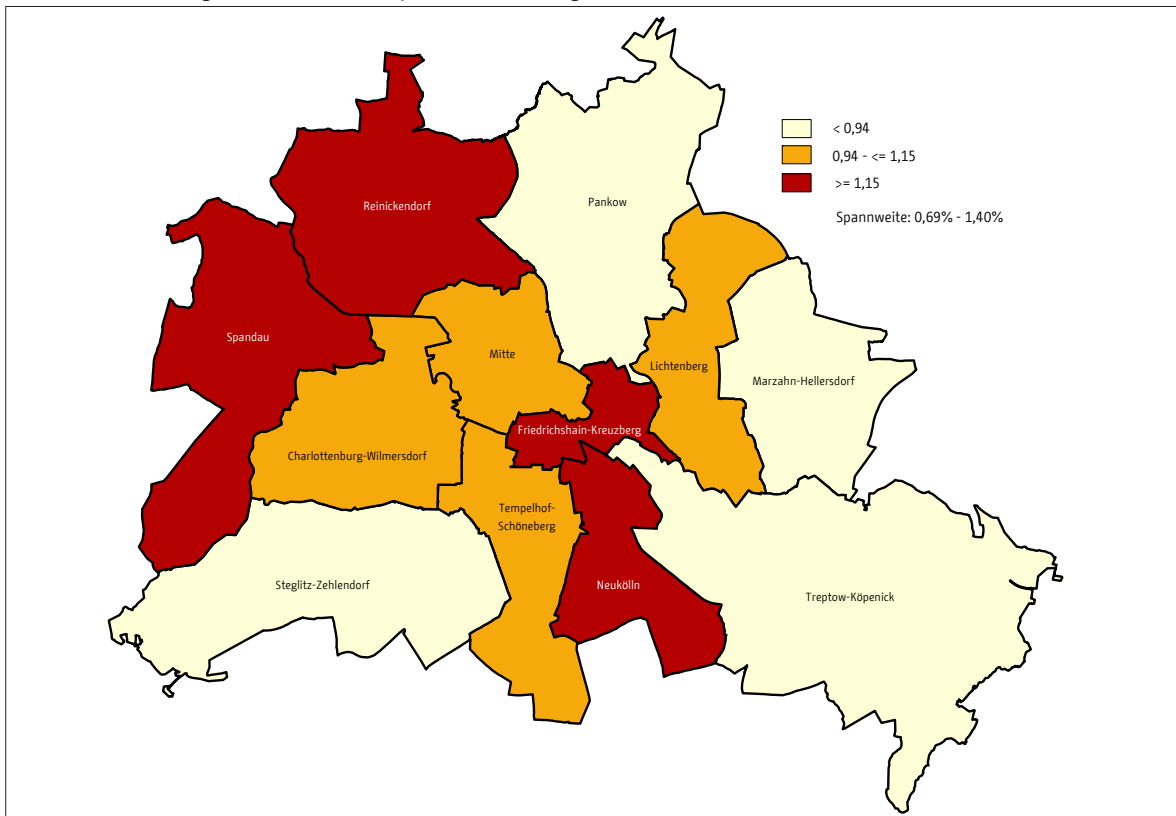 < 0,94
0,94 - <= 1,15
>= 1,15
Spannweite: 0,69% - 1,40%
Pankow
Reinickendorf
Spandau
Mitte
Lichtenberg
Marzahn-Hellersdorf
Friedrichshain-Kreuzberg
Charlottenburg-Wilmersdorf
Tempelhof-
Schöneberg
Steglitz-Zehlendorf
Neukölln
Treptow-Köpenick